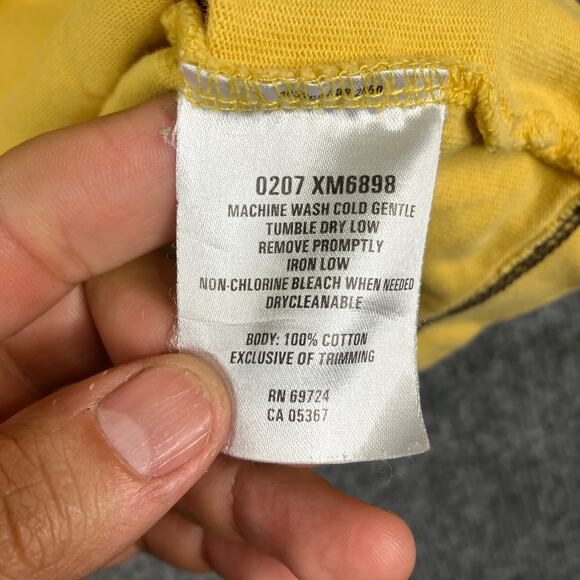 0207 XM6898
MACHINE WASH COLD GENTLE
TUMBLE DRY LOW
REMOVE PROMPTLY
IRON LOW
NON-CHLORINE BLEACH WHEN NEEDED
DRYCLEANABLE
BODY: 100% COTTON
EXCLUSIVE OF TRIMMING
RN 69724
CA 05367